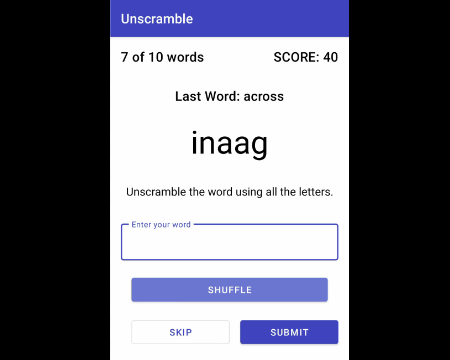 Unscramble
7 of 10 words SCORE: 40
Last Word: across
inaag
Unscramble the word using all the letters.
Enter your word
SHUFFLE
SKIP SUBMIT